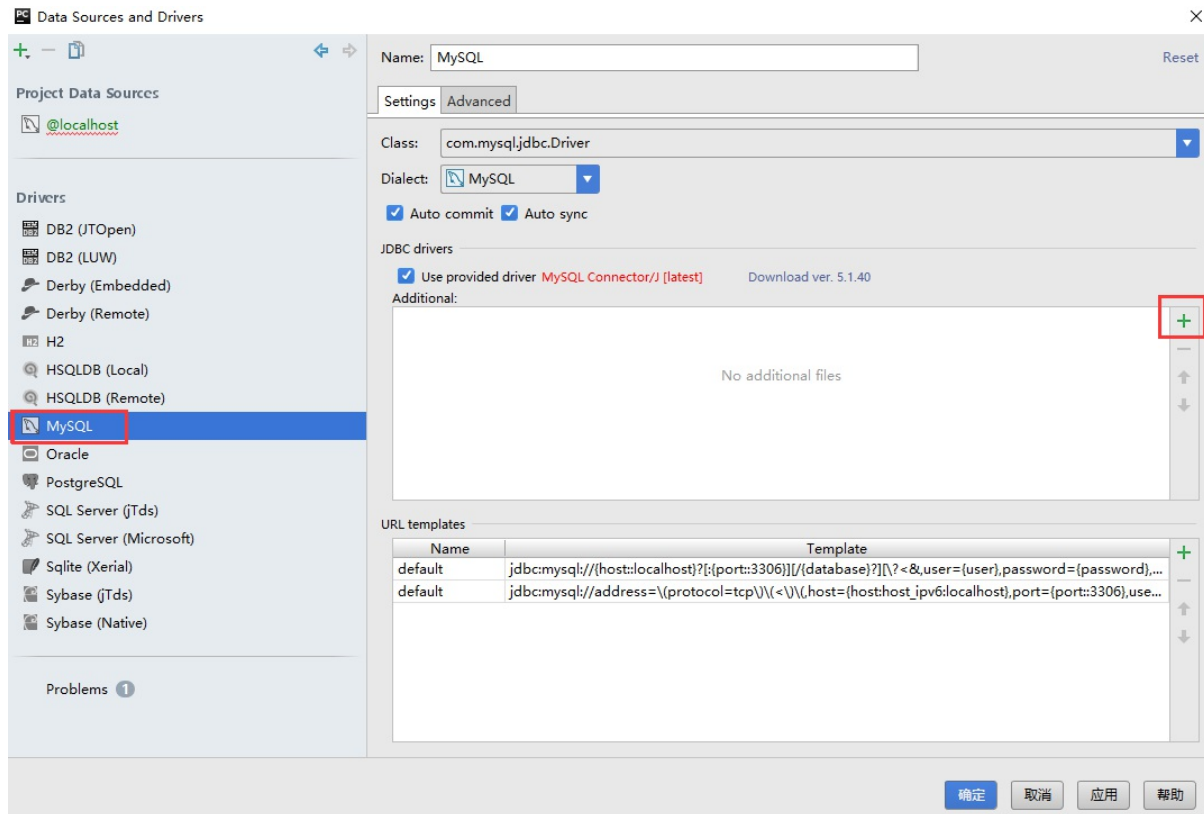 PC Data Sources and Drivers
Project Data Sources
@localhost
Drivers
DB2 (JTOpen)
DB2 (LUW)
Derby (Embedded)
Derby (Remote)
H2 H2
HSQLDB (Local)
HSQLDB (Remote)
MySQL
Oracle
PostgreSQL
SQL Server (jTds)
SQL Server (Microsoft)
Sqlite (Xerial)
Sybase (jTds)
Sybase (Native)
Problems 1
Name: MySQL Reset
Settings Advanced
Class: com.mysql.jdbc.Driver
Dialect: MySQL
Auto commit Auto sync
JDBC drivers
Use provided driver MySQL Connector/J [latest] Download ver. 5.1.40
Additional:
No additional files
URL templates
Name Template
default jdbc:mysql://{host::localhost}?[:{port::3306}][/{database}?][\?<&,user={user},password={password},...
default jdbc:mysql://address=\(protocol=tcp\)\(<\)\(,host={host:host_ipv6:localhost},port={port::3306},use...
确定 取消 应用 帮助